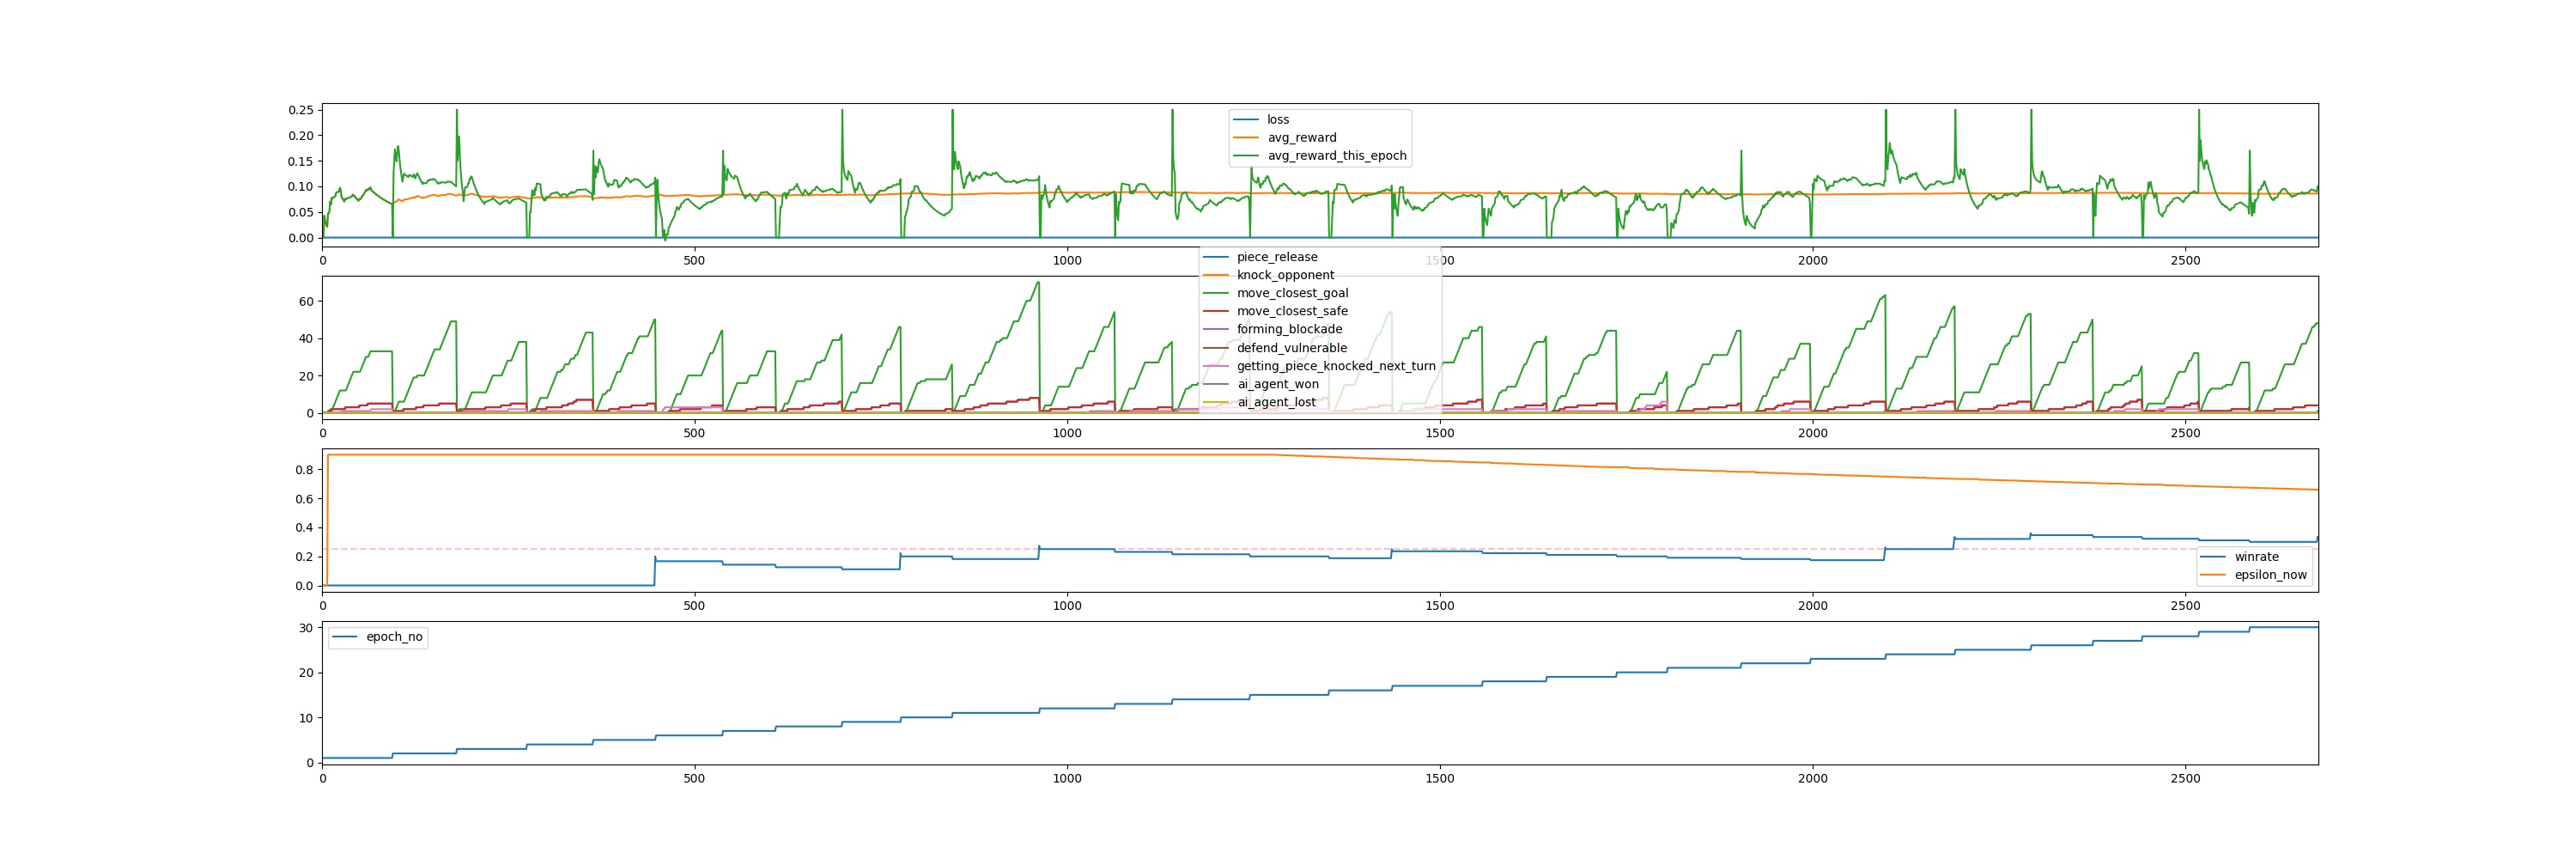 0.25
0.20
0.15
0.10
0.05
0.00
loss
avg_reward
avg_reward_this_epoch
0 500 1000 1500 2000 2500
60
40
20
0
piece_release
knock_opponent
move_closest_goal
move_closest_safe
forming_blockade
defend_vulnerable
getting_piece_knocked_next_turn
ai_agent_won
ai_agent_lost
0 500 1000 1500 2000 2500
0.8
0.6
0.4
0.2
0.0
winrate
epsilon_now
0 500 1000 1500 2000 2500
30
20
10
0
epoch_no
0 500 1000 1500 2000 2500